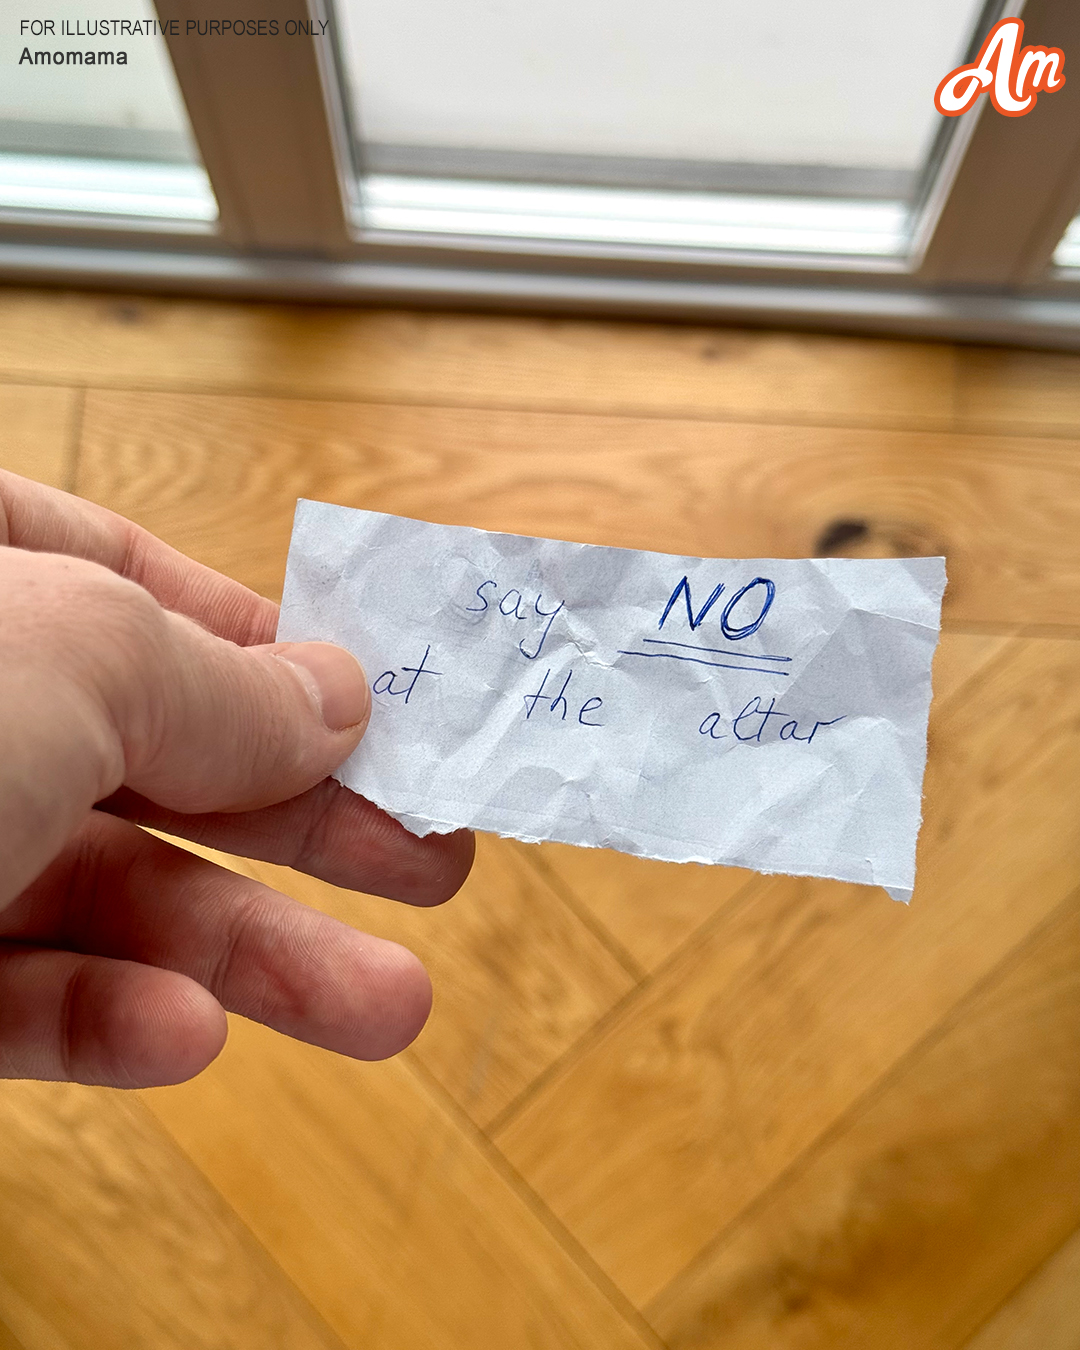 FOR ILLUSTRATIVE PURPOSES ONLY
Amomama
Am
say NO
at the altar